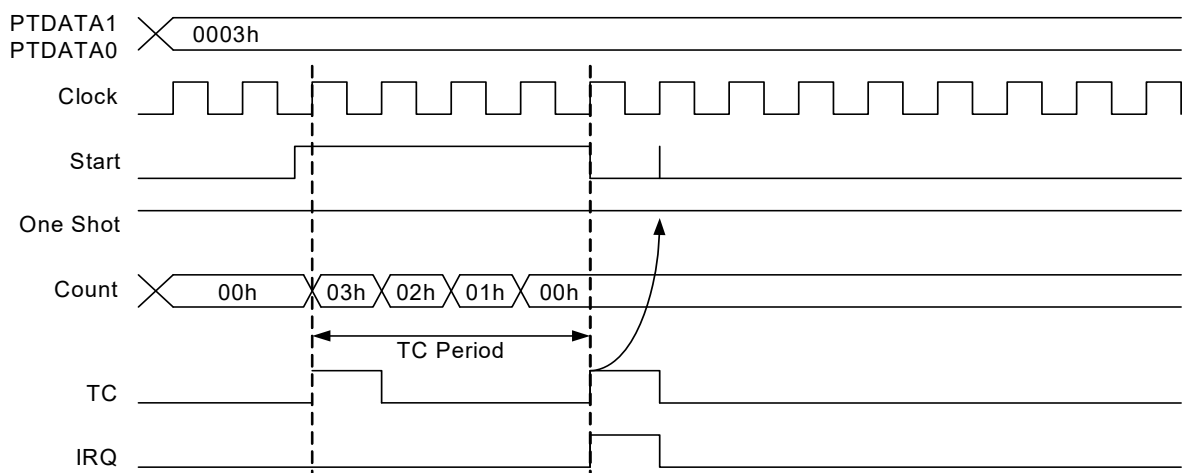 PTDATA1
PTDATA0
0003h
Clock
Start
One Shot
Count
00h
03h
02h
01h
00h
TC Period
TC
IRQ